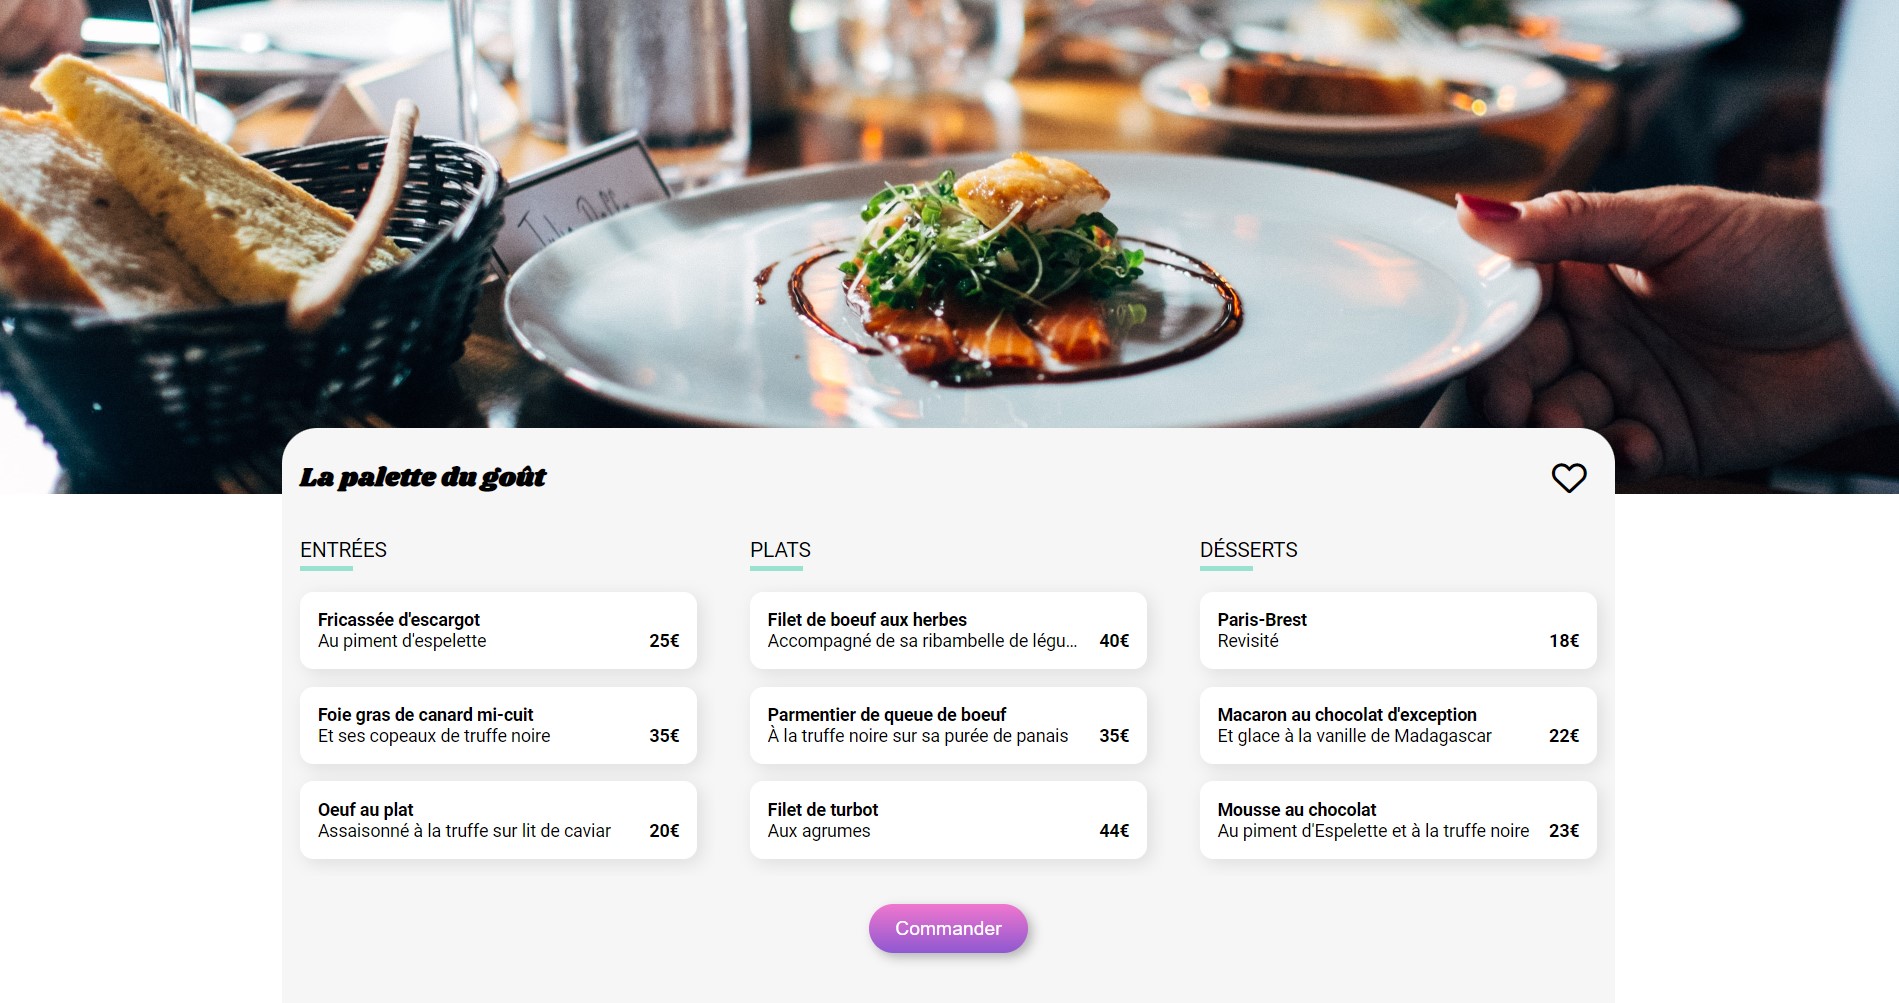 La palette du goût
ENTRÉES
Fricassée d'escargot
Au piment d'espelette
25€
Foie gras de canard mi-cuit
Et ses copeaux de truffe noire
35€
Oeuf au plat
Assaisonné à la truffe sur lit de caviar
20€
PLATS
Filet de boeuf aux herbes
Accompagné de sa ribambelle de légu...
40€
Parmentier de queue de boeuf
À la truffe noire sur sa purée de panais
35€
Filet de turbot
Aux agrumes
44€
DÉSSERTS
Paris-Brest
Revisité
18€
Macaron au chocolat d'exception
Et glace à la vanille de Madagascar
22€
Mousse au chocolat
Au piment d'Espelette et à la truffe noire
23€
Commander